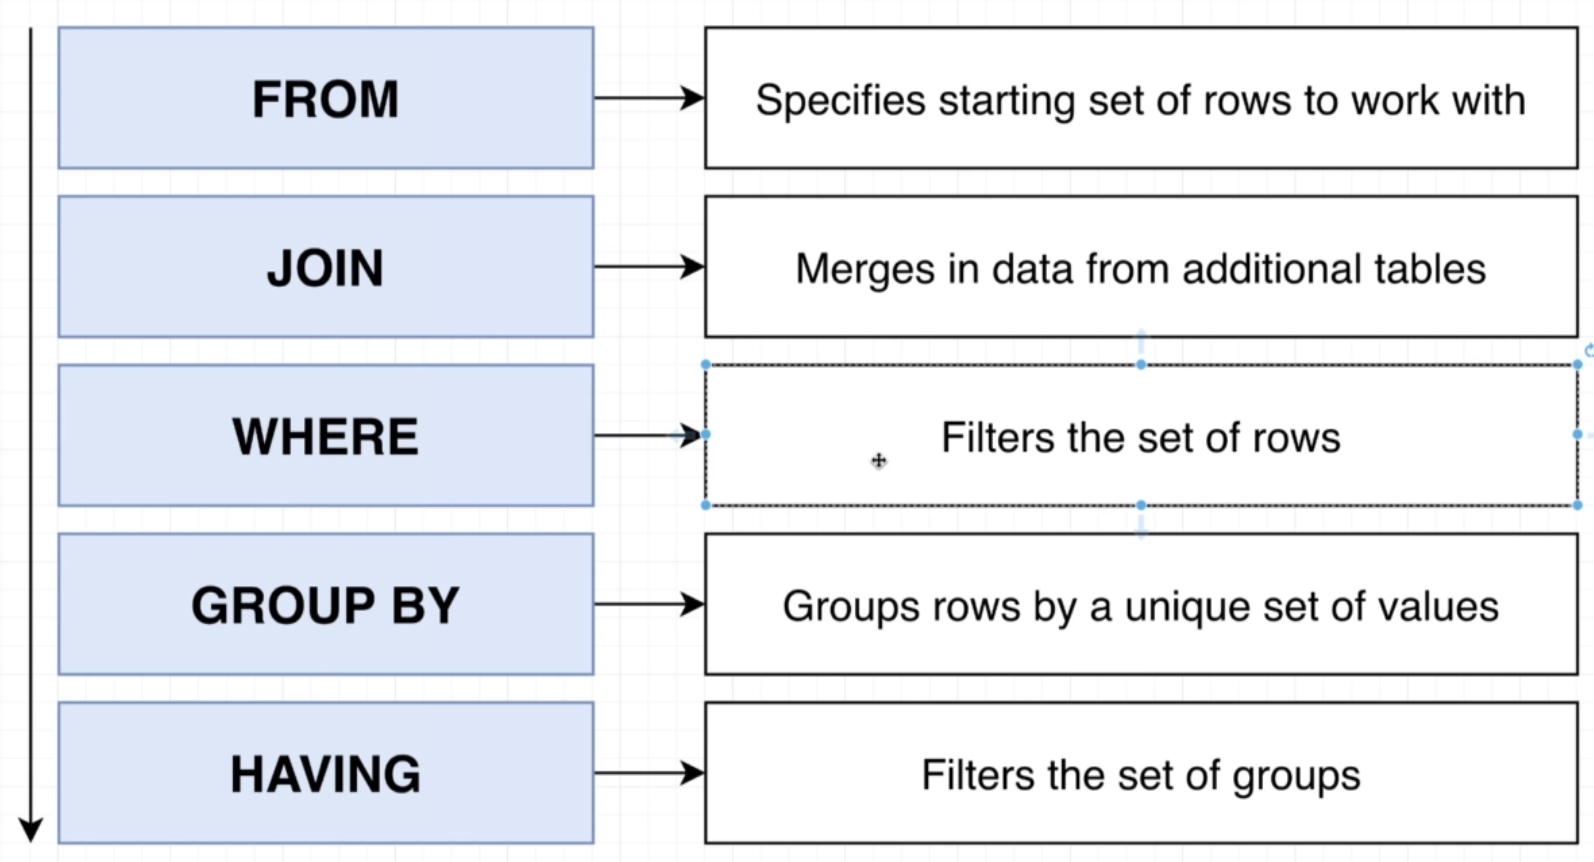 FROM
Specifies starting set of rows to work with
JOIN
Merges in data from additional tables
WHERE
Filters the set of rows
GROUP BY
Groups rows by a unique set of values
HAVING
Filters the set of groups